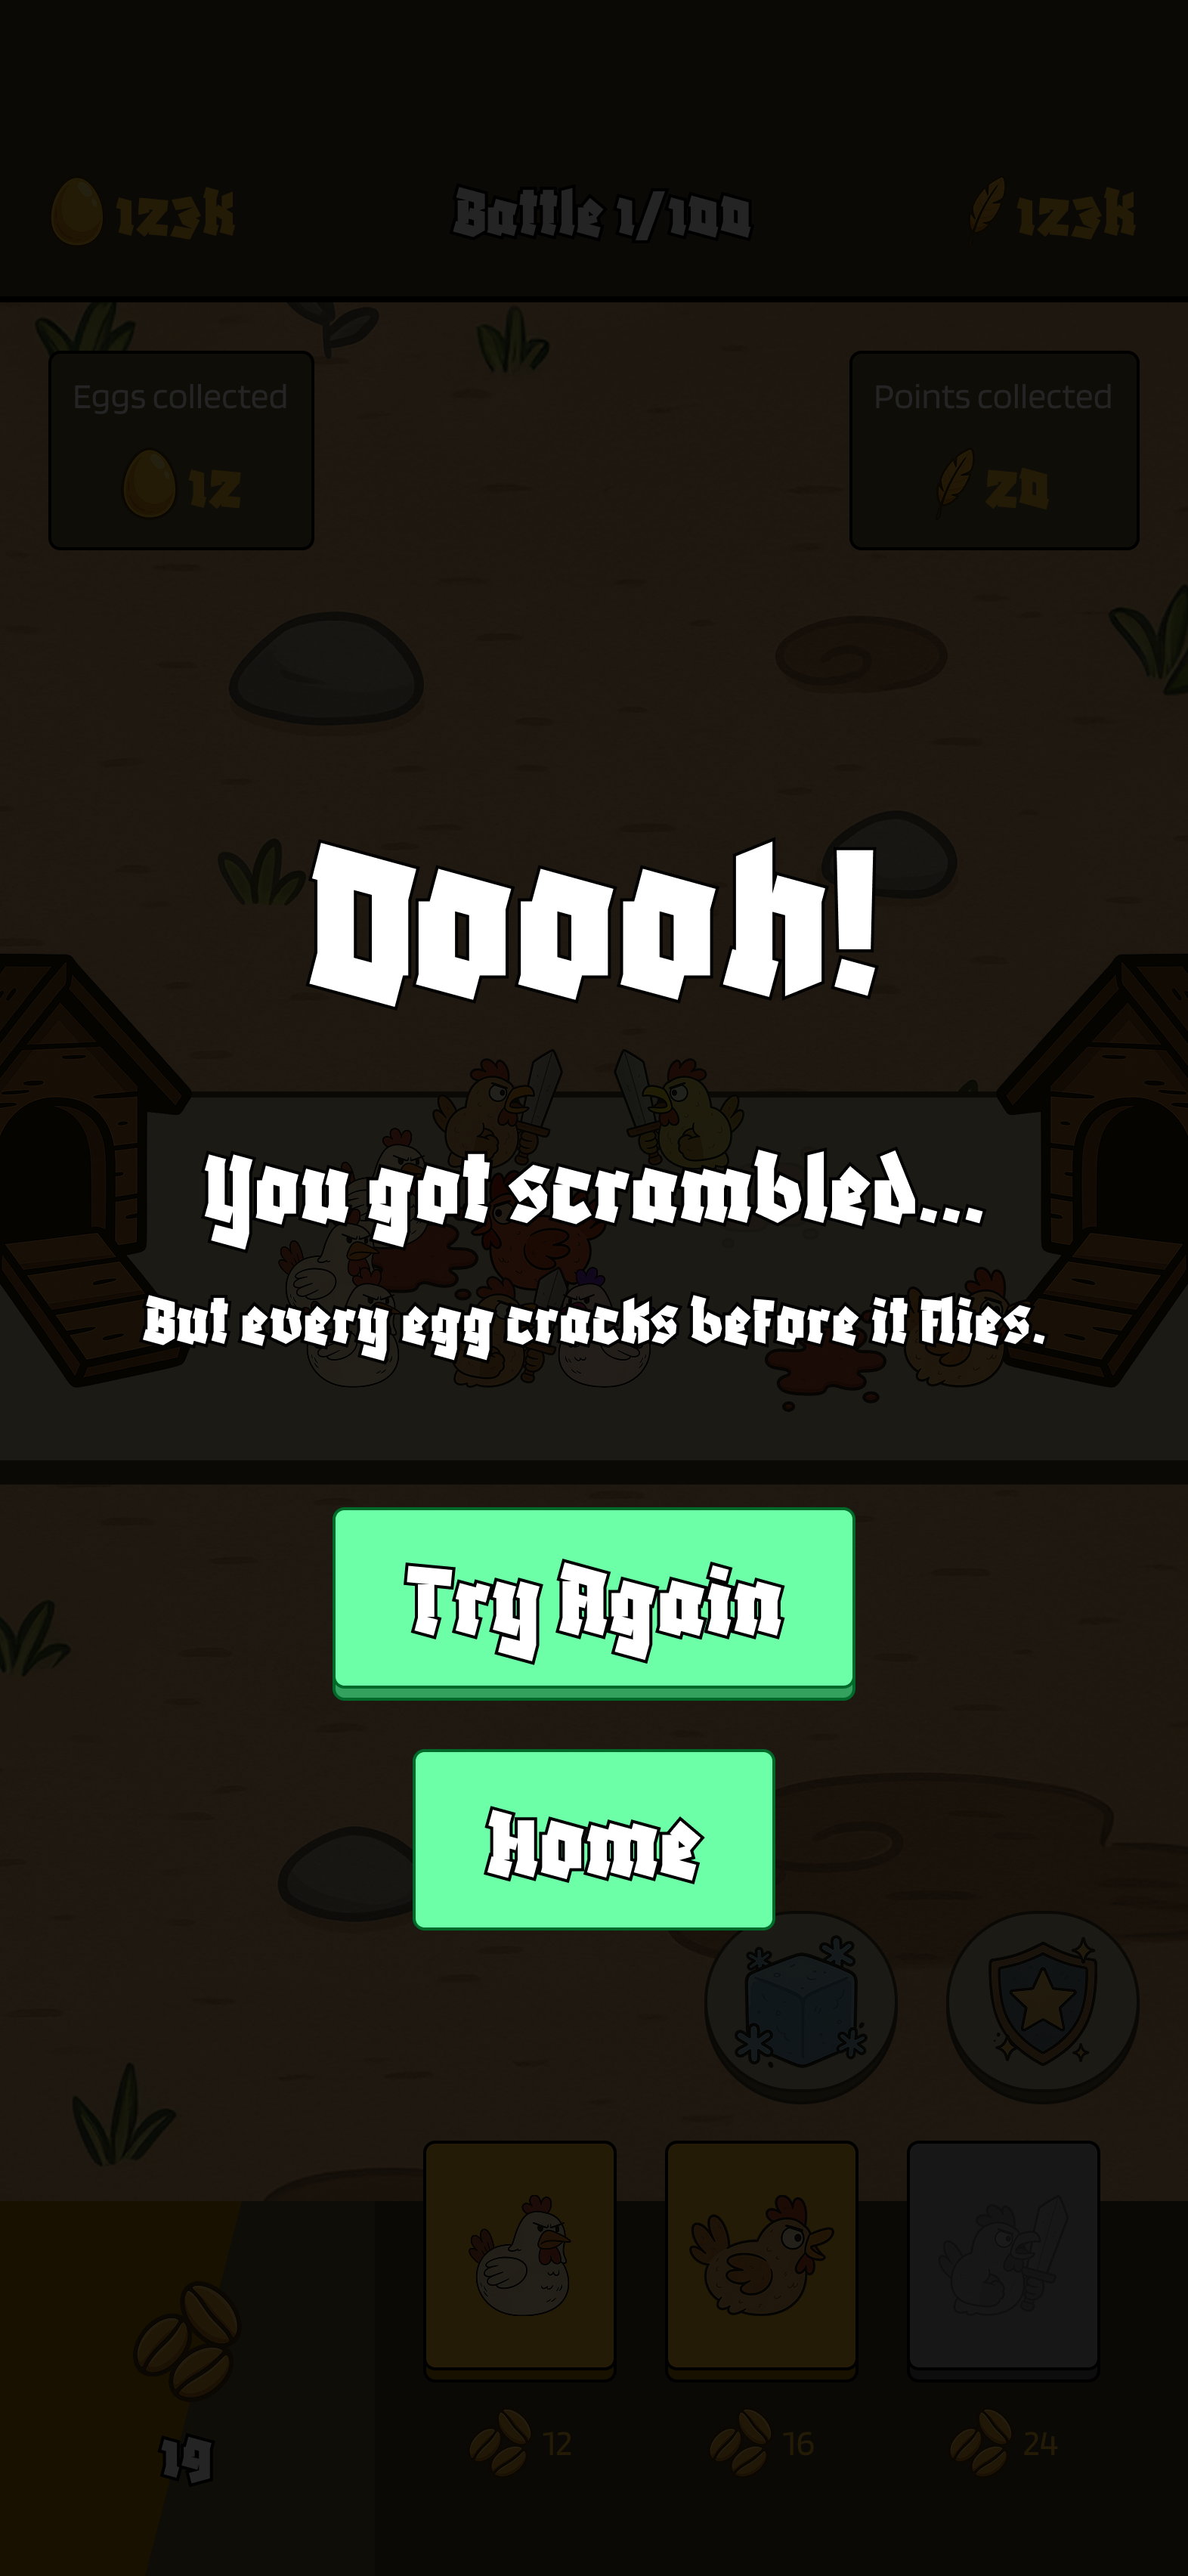 123K
Battle 1/100
123K
Eggs collected
Points collected
12
20
Doooh!
You got scrambled...
But every egg cracks before it flies.
Try Again
Home
19
12
16
24